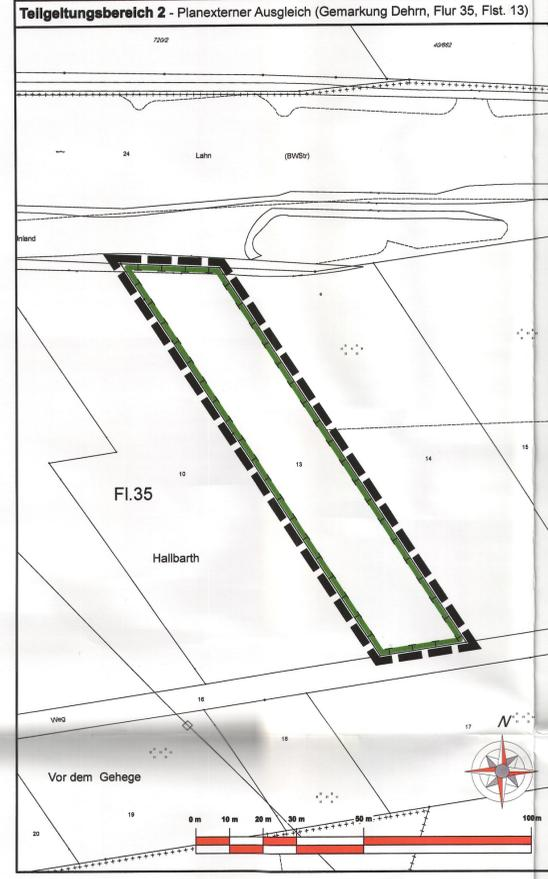 Teilgeltungsbereich 2 - Planexterner Ausgleich (Gemarkung Dehrn, Flur 35, Flst. 13)
720/2
40/662
24
Lahn
(BWStr)
inland
10
13
14
15
Fl.35
Hallbarth
16
Weg
17
18
N
Vor dem Gehege
19
20
0 m 10 m 20 m 30 m 50 m 100m